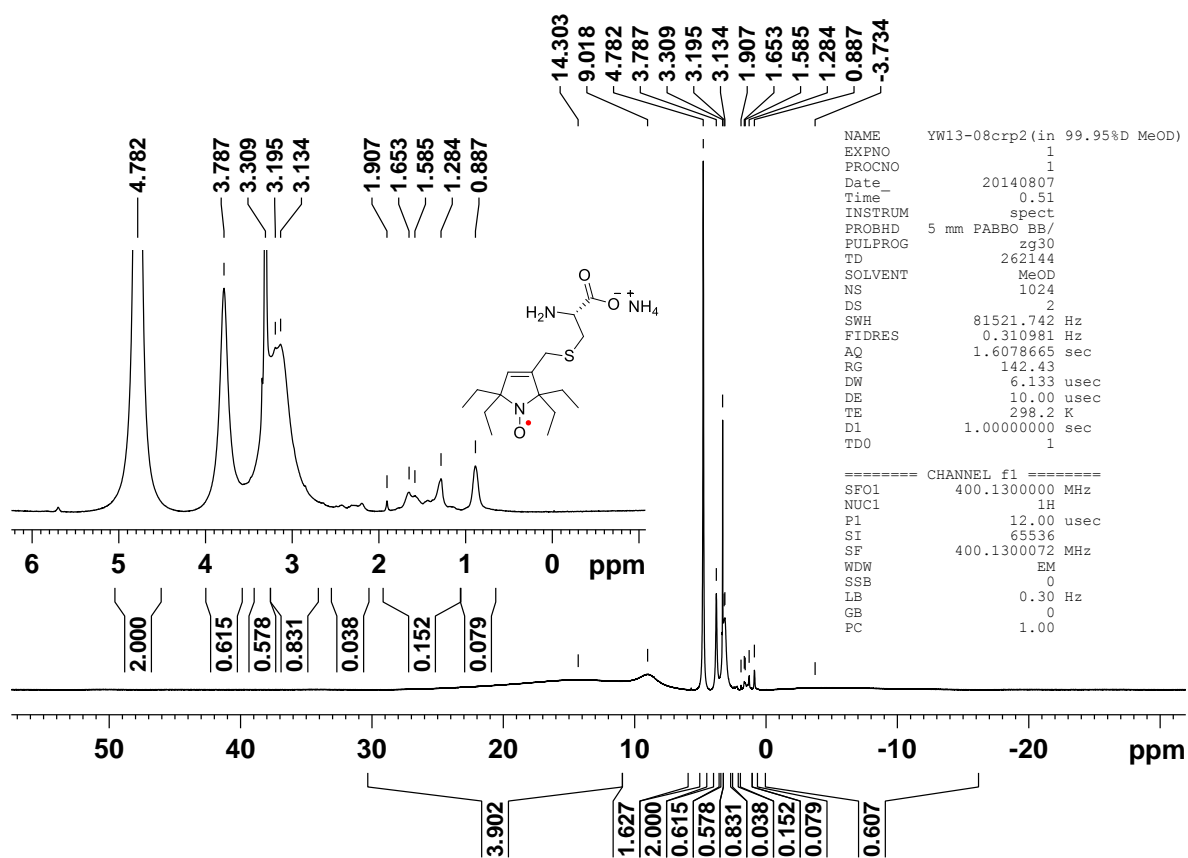 14.303
9.018
4.782
3.787
3.309
3.195
3.134
1.907
1.653
1.585
1.284
0.887
-3.734
4.782
3.787
3.309
3.195
3.134
1.907
1.653
1.585
1.284
0.887
NAME YW13-08crp2(in 99.95%D MeOD)
EXPNO 1
PROCNO 1
Date_ 20140807
Time 0.51
INSTRUM spect
PROBHD 5 mm PABBO BB/
PULPROG zg30
TD 262144
SOLVENT MeOD
NS 1024
DS 2
SWH 81521.742 Hz
FIDRES 0.310981 Hz
AQ 1.6078665 sec
RG 142.43
DW 6.133 usec
DE 10.00 usec
TE 298.2 K
D1 1.00000000 sec
TD0 1
======== CHANNEL f1 ========
SFO1 400.1300000 MHz
NUC1 1H
P1 12.00 usec
SI 65536
SF 400.1300072 MHz
WDW EM
SSB 0
LB 0.30 Hz
GB 0
PC 1.00
O
H2N O− +NH4
S
N
O•
6 5 4 3 2 1 0 ppm
2.000
0.615
0.578
0.831
0.038
0.152
0.079
50 40 30 20 10 0 -10 -20 ppm
3.902
1.627
2.000
0.615
0.578
0.831
0.038
0.152
0.079
0.607